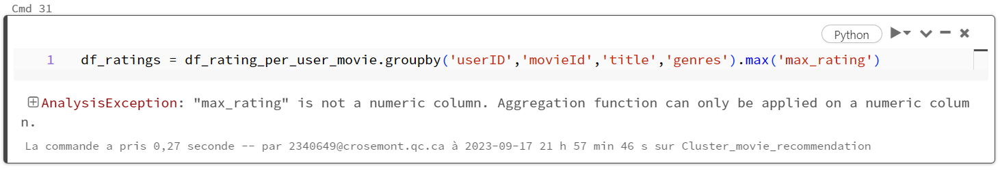 Cmd 31
Python
1 df_ratings = df_rating_per_user_movie.groupby('userID','movieId','title','genres').max('max_rating')
AnalysisException: "max_rating" is not a numeric column. Aggregation function can only be applied on a numeric colum
n.
La commande a pris 0,27 seconde -- par 2340649@crosemont.qc.ca à 2023-09-17 21 h 57 min 46 s sur Cluster_movie_recommendation